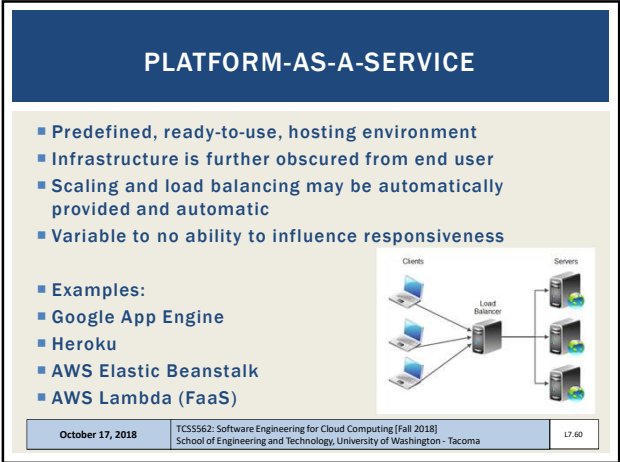 PLATFORM-AS-A-SERVICE
Predefined, ready-to-use, hosting environment
Infrastructure is further obscured from end user
Scaling and load balancing may be automatically
provided and automatic
Variable to no ability to influence responsiveness
Examples:
Google App Engine
Heroku
AWS Elastic Beanstalk
AWS Lambda (FaaS)
Clients
Servers
Load
Balancer
October 17, 2018
TCSS562: Software Engineering for Cloud Computing [Fall 2018]
School of Engineering and Technology, University of Washington - Tacoma
L7.60